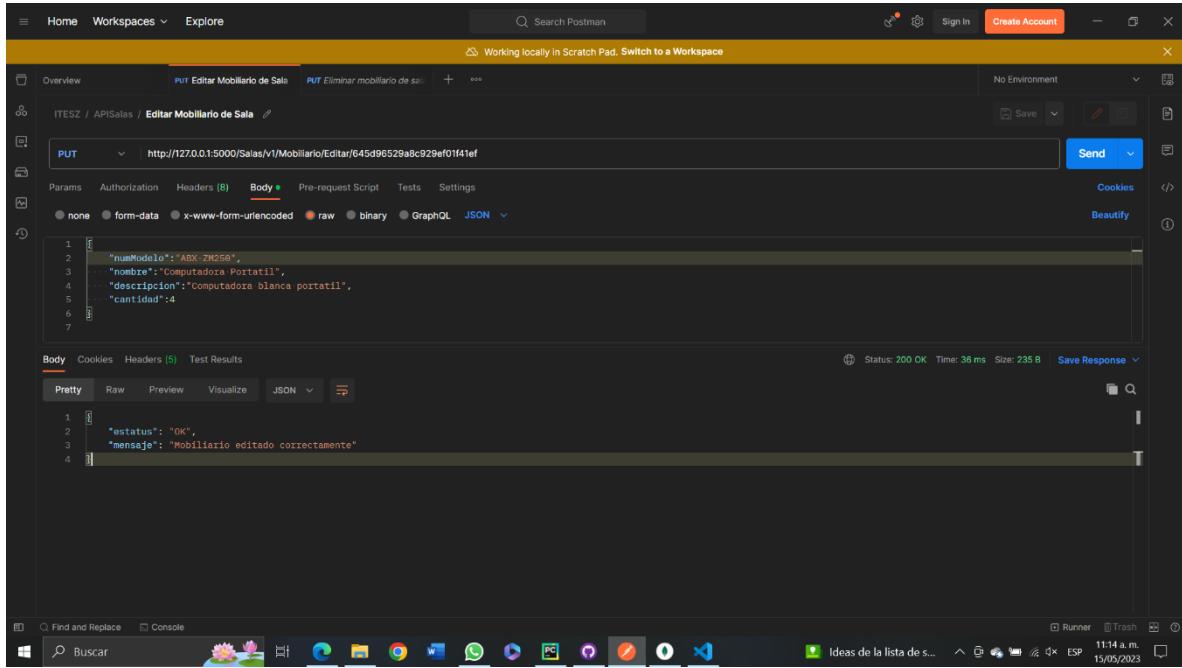 Home Workspaces Explore Search Postman Sign In Create Account
Working locally in Scratch Pad. Switch to a Workspace
Overview PUT Editar Mobiliario de Sala PUT Eliminar mobiliario de sal No Environment
ITESZ / APISalas / Editar Mobiliario de Sala Save
PUT http://127.0.0.1:5000/Salas/v1/Mobiliario/Editar/645d96529a8c929ef01f41ef Send
Params Authorization Headers (8) Body Pre-request Script Tests Settings Cookies
none form-data x-www-form-urlencoded raw binary GraphQL JSON Beautify
1 {
2 "numModelo":"ABX-ZM250",
3 "nombre":"Computadora Portatil",
4 "descripcion":"Computadora blanca portatil",
5 "cantidad":4
6 }
7
Body Cookies Headers (5) Test Results Status: 200 OK Time: 36 ms Size: 235 B Save Response
Pretty Raw Preview Visualize JSON
1 {
2 "estatus": "OK",
3 "mensaje": "Mobiliario editado correctamente"
4 }
Find and Replace Console Runner Trash
Buscar Ideas de la lista de s... ESP 11:14 a. m.
15/05/2023